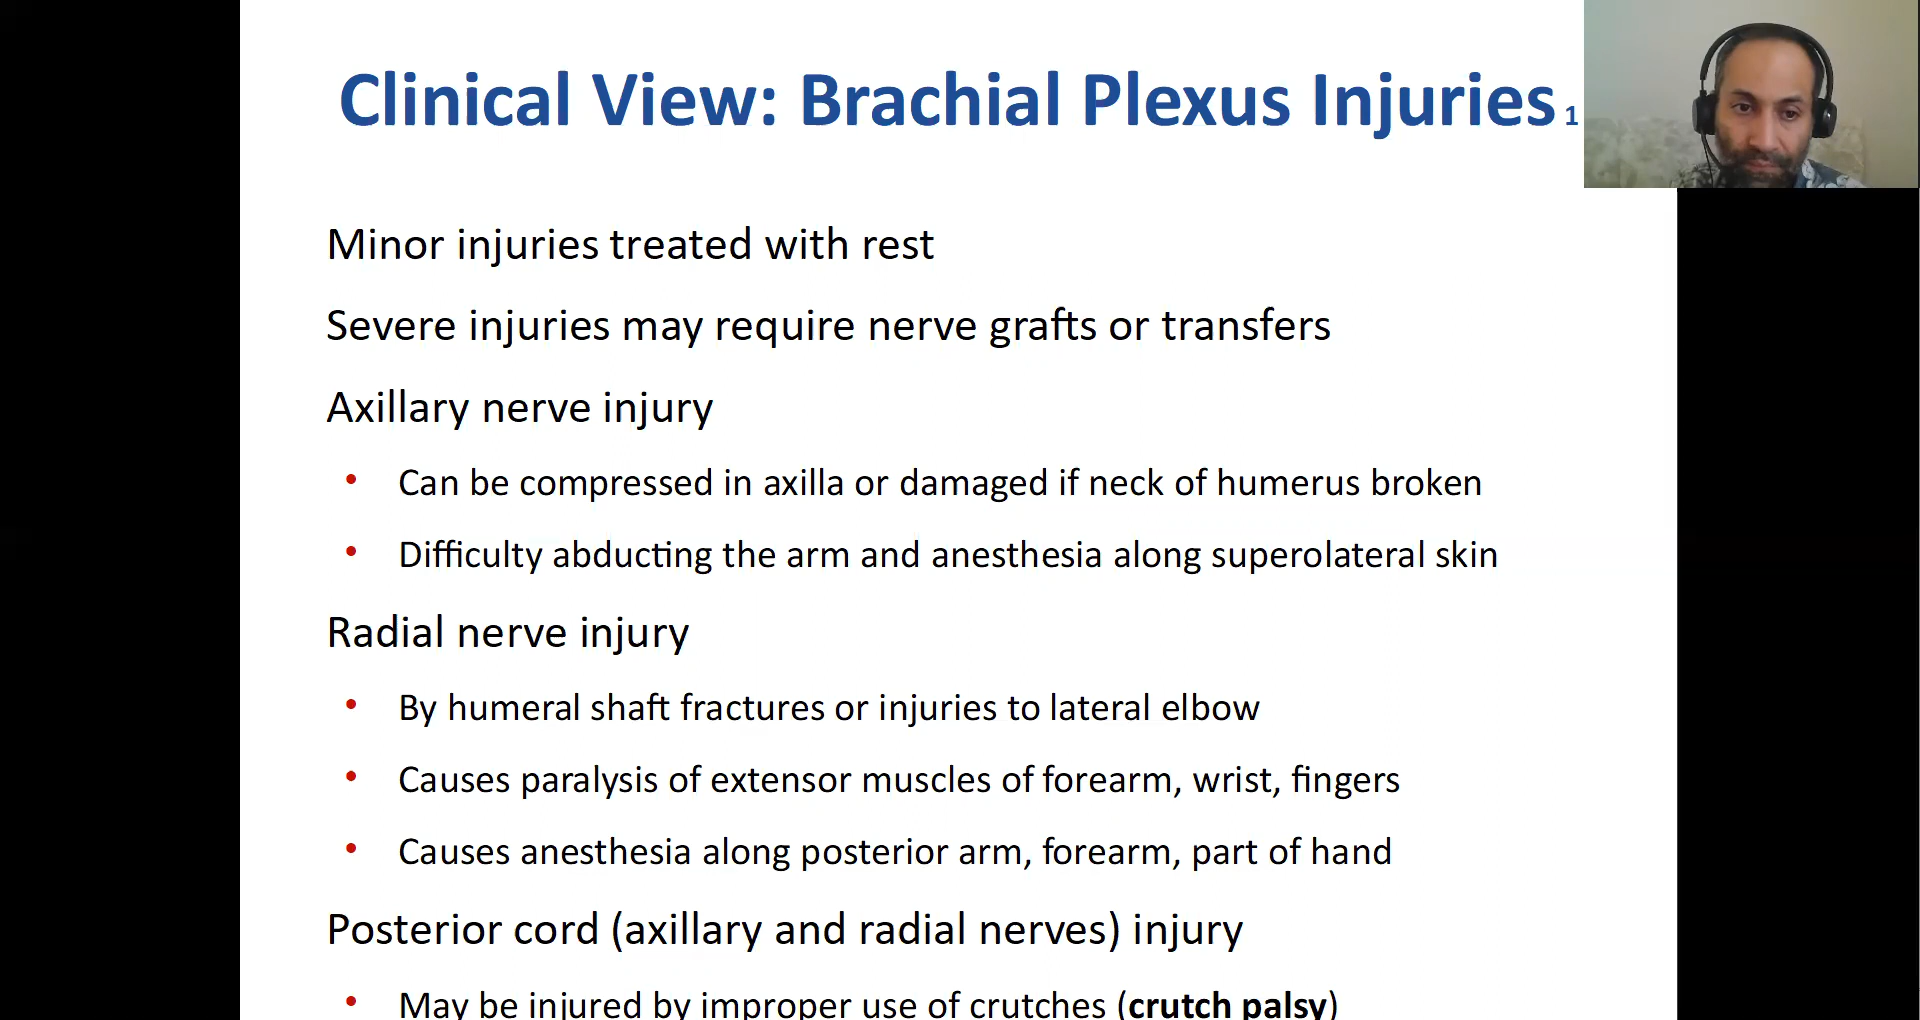 Clinical View: Brachial Plexus Injuries 1
Minor injuries treated with rest
Severe injuries may require nerve grafts or transfers
Axillary nerve injury
• Can be compressed in axilla or damaged if neck of humerus broken
• Difficulty abducting the arm and anesthesia along superolateral skin
Radial nerve injury
• By humeral shaft fractures or injuries to lateral elbow
• Causes paralysis of extensor muscles of forearm, wrist, fingers
• Causes anesthesia along posterior arm, forearm, part of hand
Posterior cord (axillary and radial nerves) injury
• May be injured by improper use of crutches (crutch palsy)